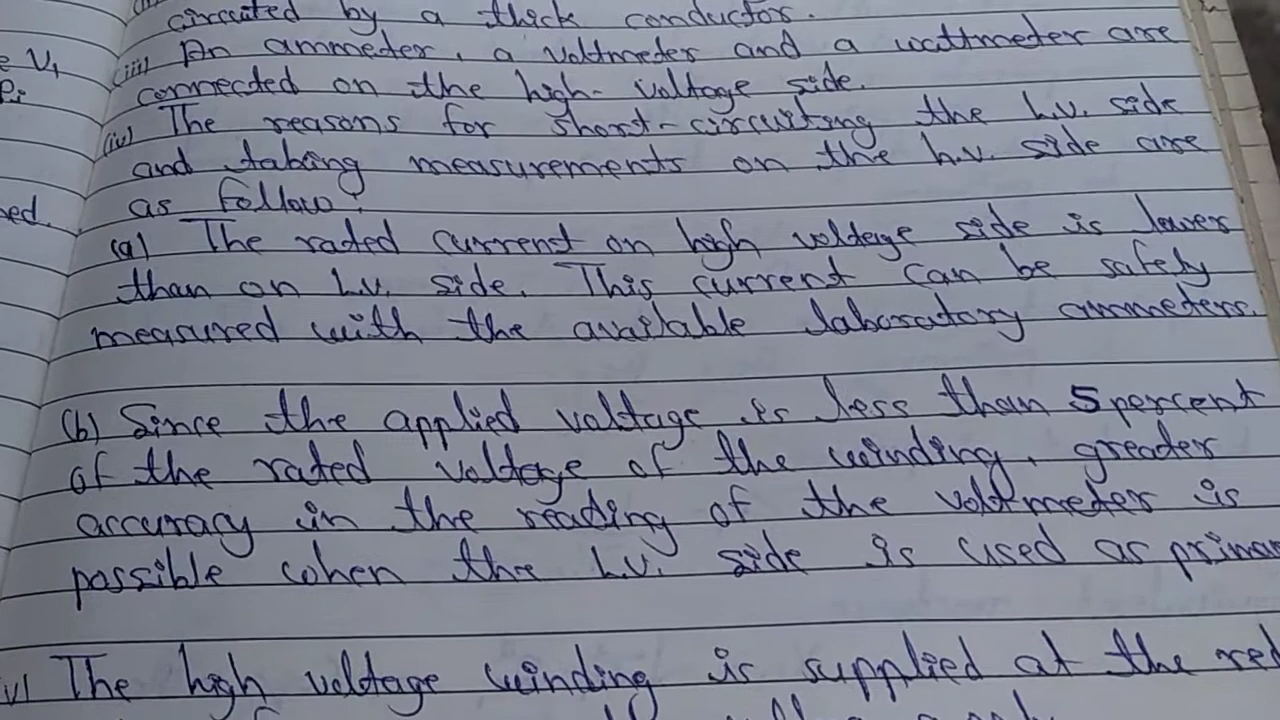 circuited by a thick conductor.
e V1 (iii) An ammeter, a voltmeter and a wattmeter are
connected on the high-voltage side.
(iv) The reasons for short-circuiting the L.V. side
and taking measurements on the h.v. side are
ed. as follow:
(a) The rated current on high voltage side is lower
than on L.V. side. This current can be safely
measured with the available laboratory ammeters.
(b) Since the applied voltage is less than 5 percent
of the rated voltage of the winding, greater
accuracy in the reading of the voltmeter is
possible when the h.v. side is used as primar
v) The high voltage winding is supplied at the red